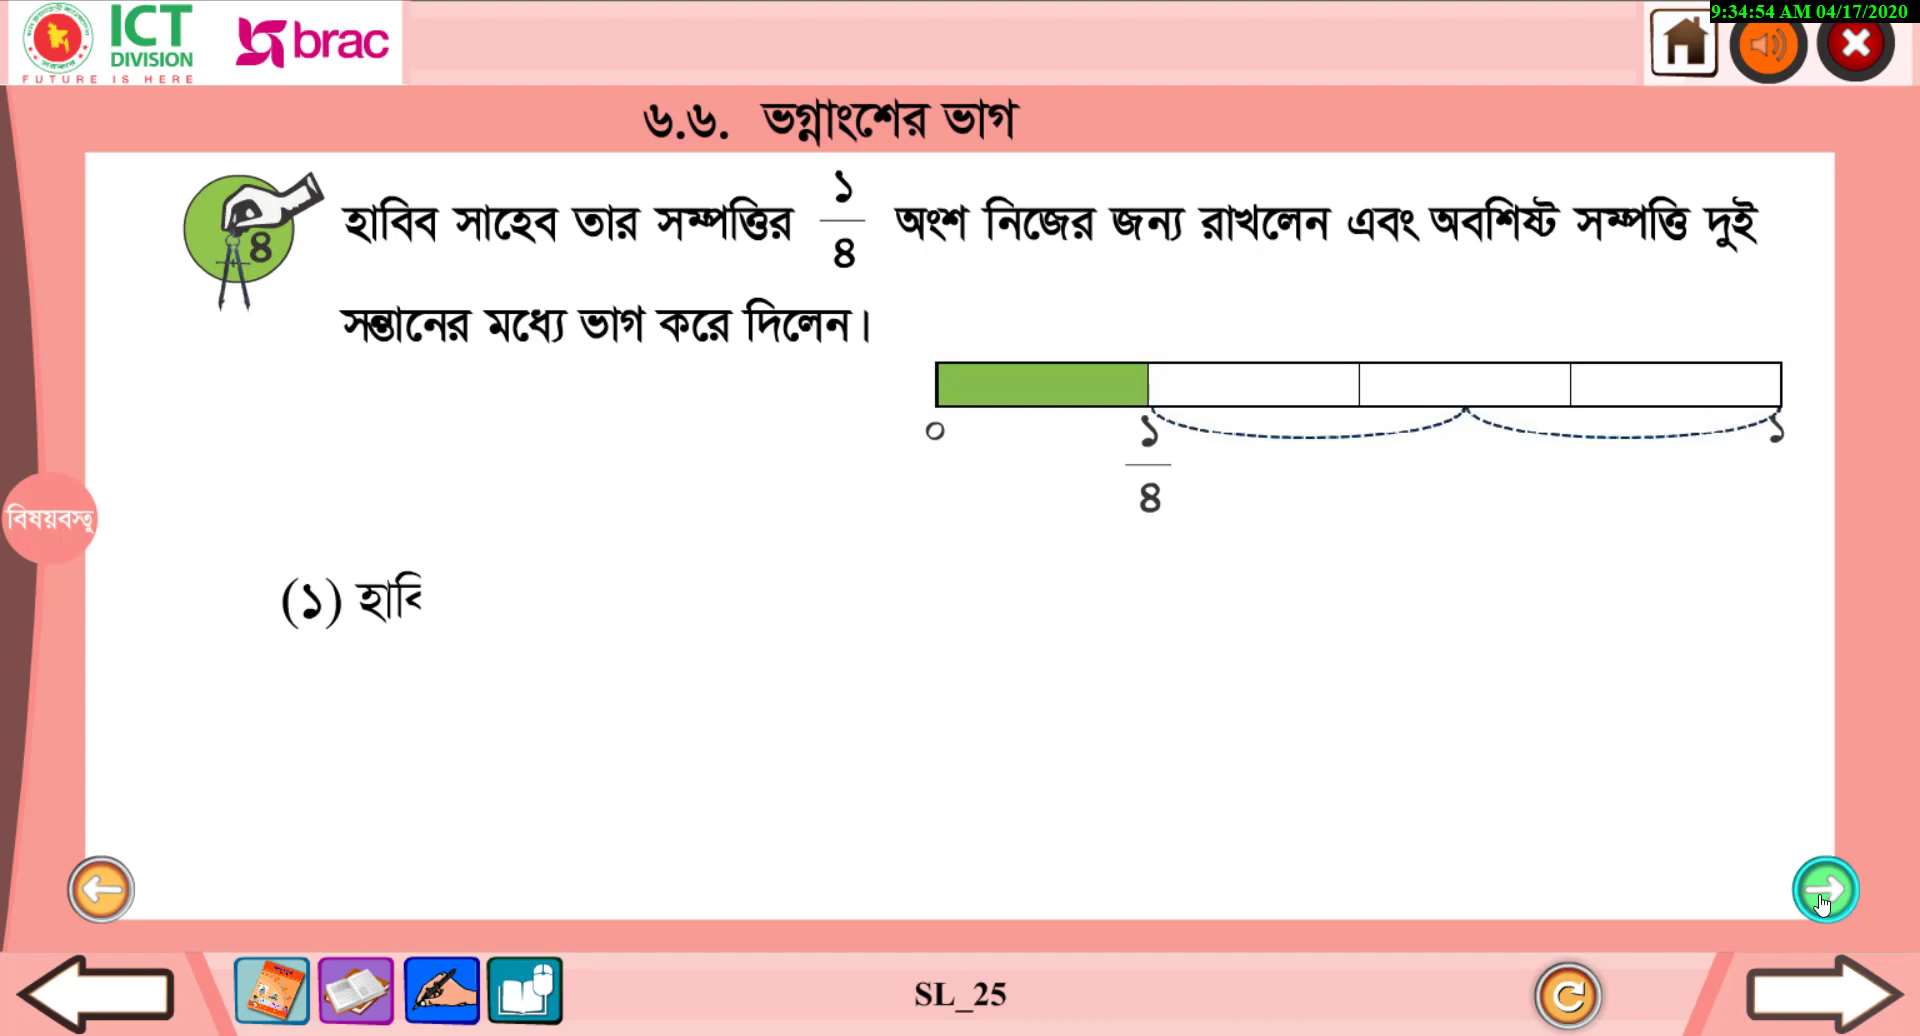 9:34:54 AM 04/17/2020
ICT
DIVISION
FUTURE IS HERE
brac
৬.৬. ভগ্নাংশের ভাগ
৪
হাবিব সাহেব তার সম্পত্তির ১/৪ অংশ নিজের জন্য রাখলেন এবং অবশিষ্ট সম্পত্তি দুই
সন্তানের মধ্যে ভাগ করে দিলেন।
০ ১/৪ ১
বিষয়বস্তু
(১) হাবি
SL_25